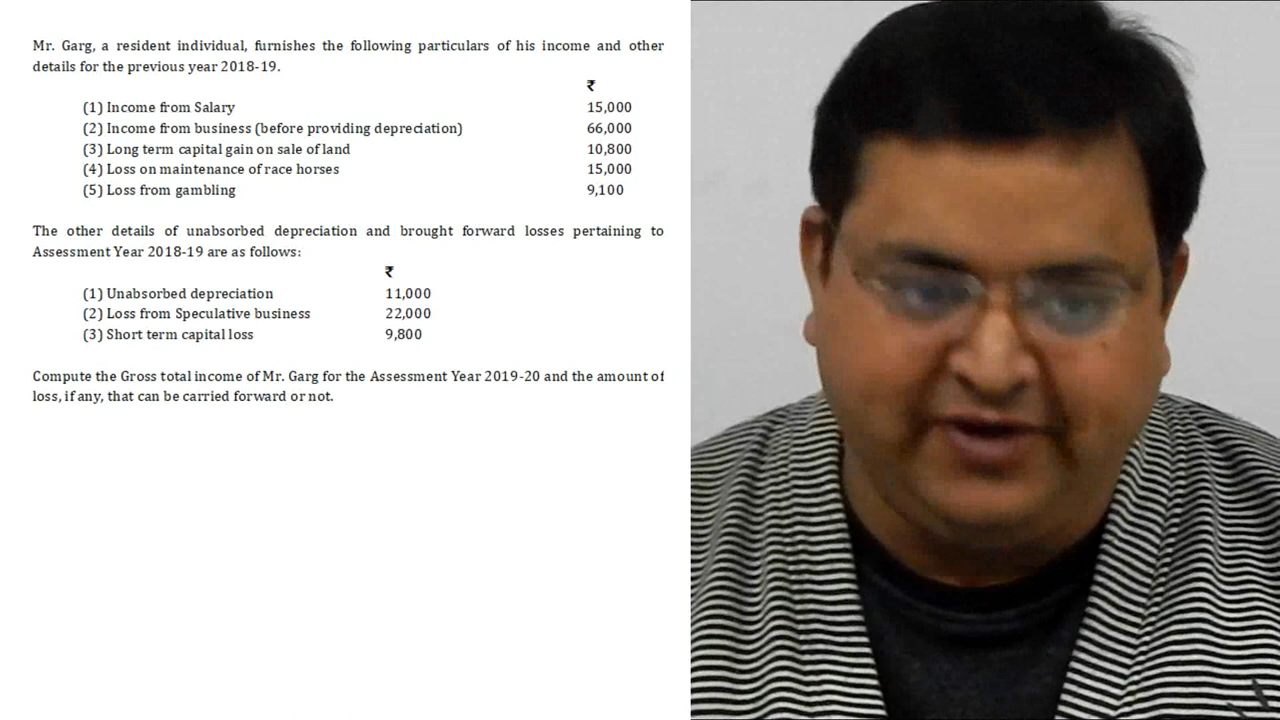 Mr. Garg, a resident individual, furnishes the following particulars of his income and other
details for the previous year 2018-19.
₹
(1) Income from Salary 15,000
(2) Income from business (before providing depreciation) 66,000
(3) Long term capital gain on sale of land 10,800
(4) Loss on maintenance of race horses 15,000
(5) Loss from gambling 9,100
The other details of unabsorbed depreciation and brought forward losses pertaining to
Assessment Year 2018-19 are as follows:
₹
(1) Unabsorbed depreciation 11,000
(2) Loss from Speculative business 22,000
(3) Short term capital loss 9,800
Compute the Gross total income of Mr. Garg for the Assessment Year 2019-20 and the amount of
loss, if any, that can be carried forward or not.